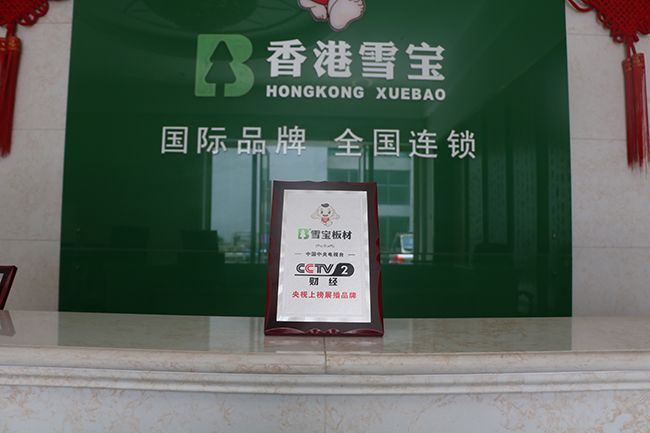 香港雪宝
HONGKONG XUEBAO
国际品牌 全国连锁
雪宝板材
中国中央电视台
CCTV 2
财经
央视上榜展播品牌